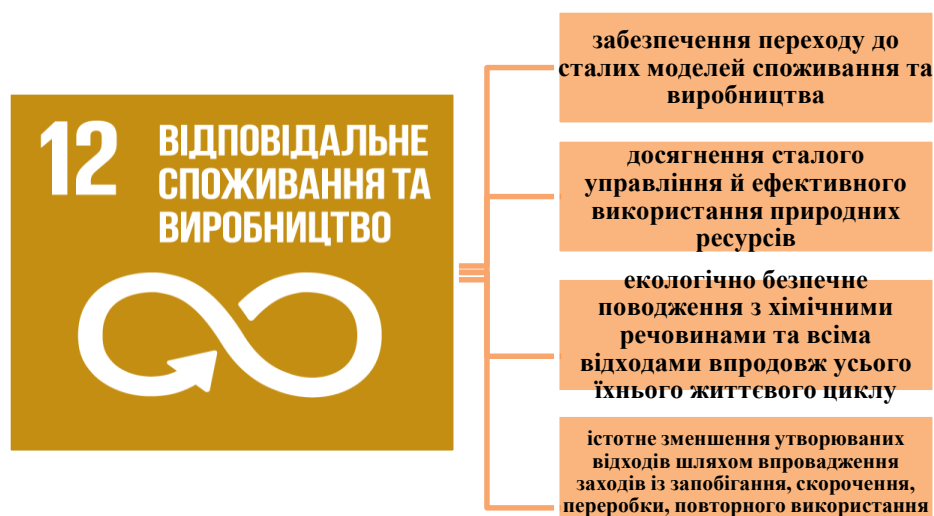 12
ВІДПОВІДАЛЬНЕ
СПОЖИВАННЯ ТА
ВИРОБНИЦТВО
забезпечення переходу до
сталих моделей споживання та
виробництва
досягнення сталого
управління й ефективного
використання природних
ресурсів
екологічно безпечне
поводження з хімічними
речовинами та всіма
відходами впродовж усього
їхнього життєвого циклу
істотне зменшення утворюваних
відходів шляхом впровадження
заходів із запобігання, скорочення,
переробки, повторного використання